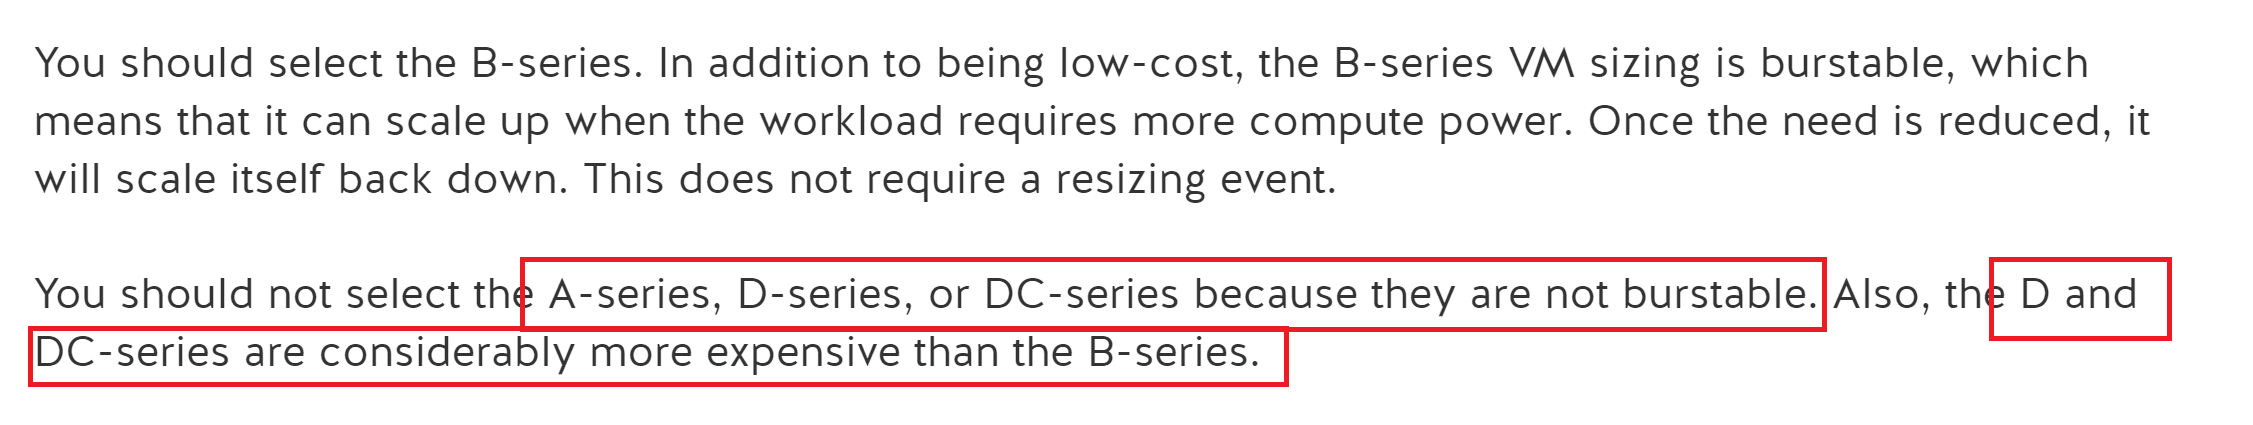 You should select the B-series. In addition to being low-cost, the B-series VM sizing is burstable, which
means that it can scale up when the workload requires more compute power. Once the need is reduced, it
will scale itself back down. This does not require a resizing event.
You should not select the A-series, D-series, or DC-series because they are not burstable. Also, the D and
DC-series are considerably more expensive than the B-series.